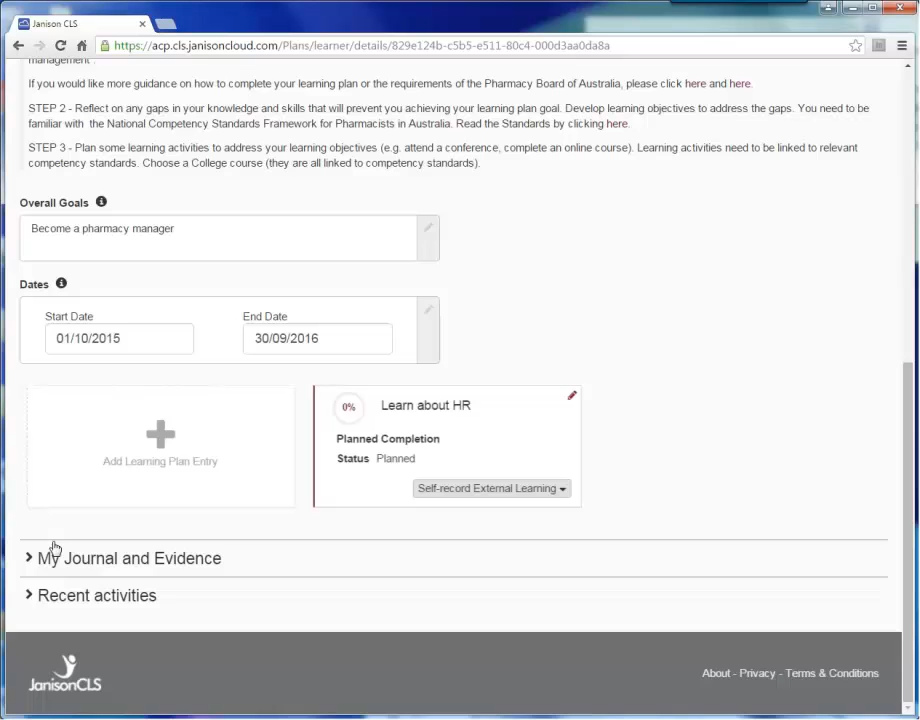 Janison CLS
https://acp.cls.janisoncloud.com/Plans/learner/details/829e124b-c5b5-e511-80c4-000d3aa0da8a
management .
If you would like more guidance on how to complete your learning plan or the requirements of the Pharmacy Board of Australia, please click here and here.
STEP 2 - Reflect on any gaps in your knowledge and skills that will prevent you achieving your learning plan goal. Develop learning objectives to address the gaps. You need to be
familiar with the National Competency Standards Framework for Pharmacists in Australia. Read the Standards by clicking here.
STEP 3 - Plan some learning activities to address your learning objectives (e.g. attend a conference, complete an online course). Learning activities need to be linked to relevant
competency standards. Choose a College course (they are all linked to competency standards).
Overall Goals
Become a pharmacy manager
Dates
Start Date End Date
01/10/2015 30/09/2016
0% Learn about HR
Planned Completion
Add Learning Plan Entry
Status Planned
Self-record External Learning
My Journal and Evidence
Recent activities
JanisonCLS
About - Privacy - Terms & Conditions